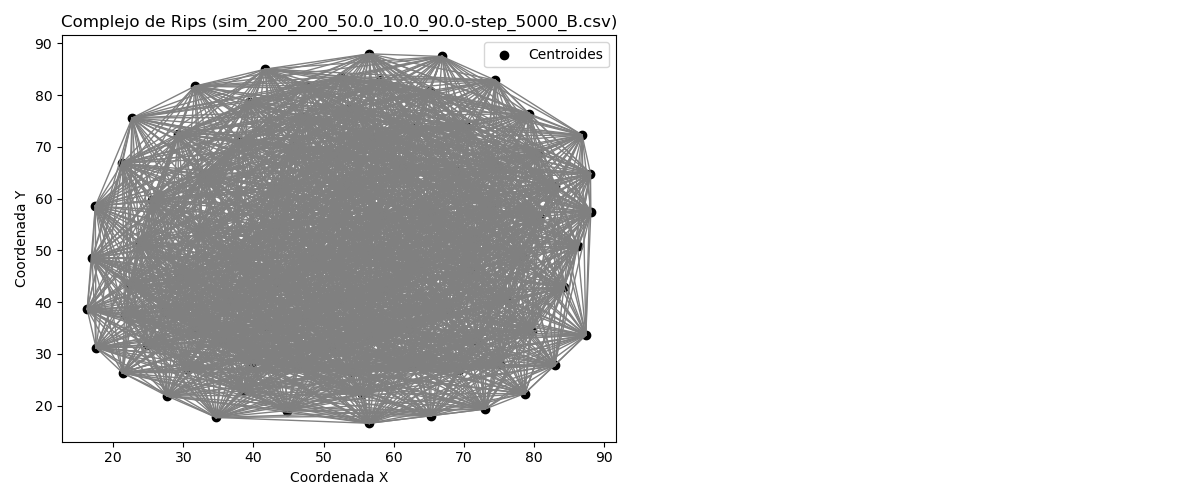 Complejo de Rips (sim_200_200_50.0_10.0_90.0-step_5000_B.csv)
Centroides
90
80
70
60
50
40
30
20
Coordenada Y
20 30 40 50 60 70 80 90
Coordenada X